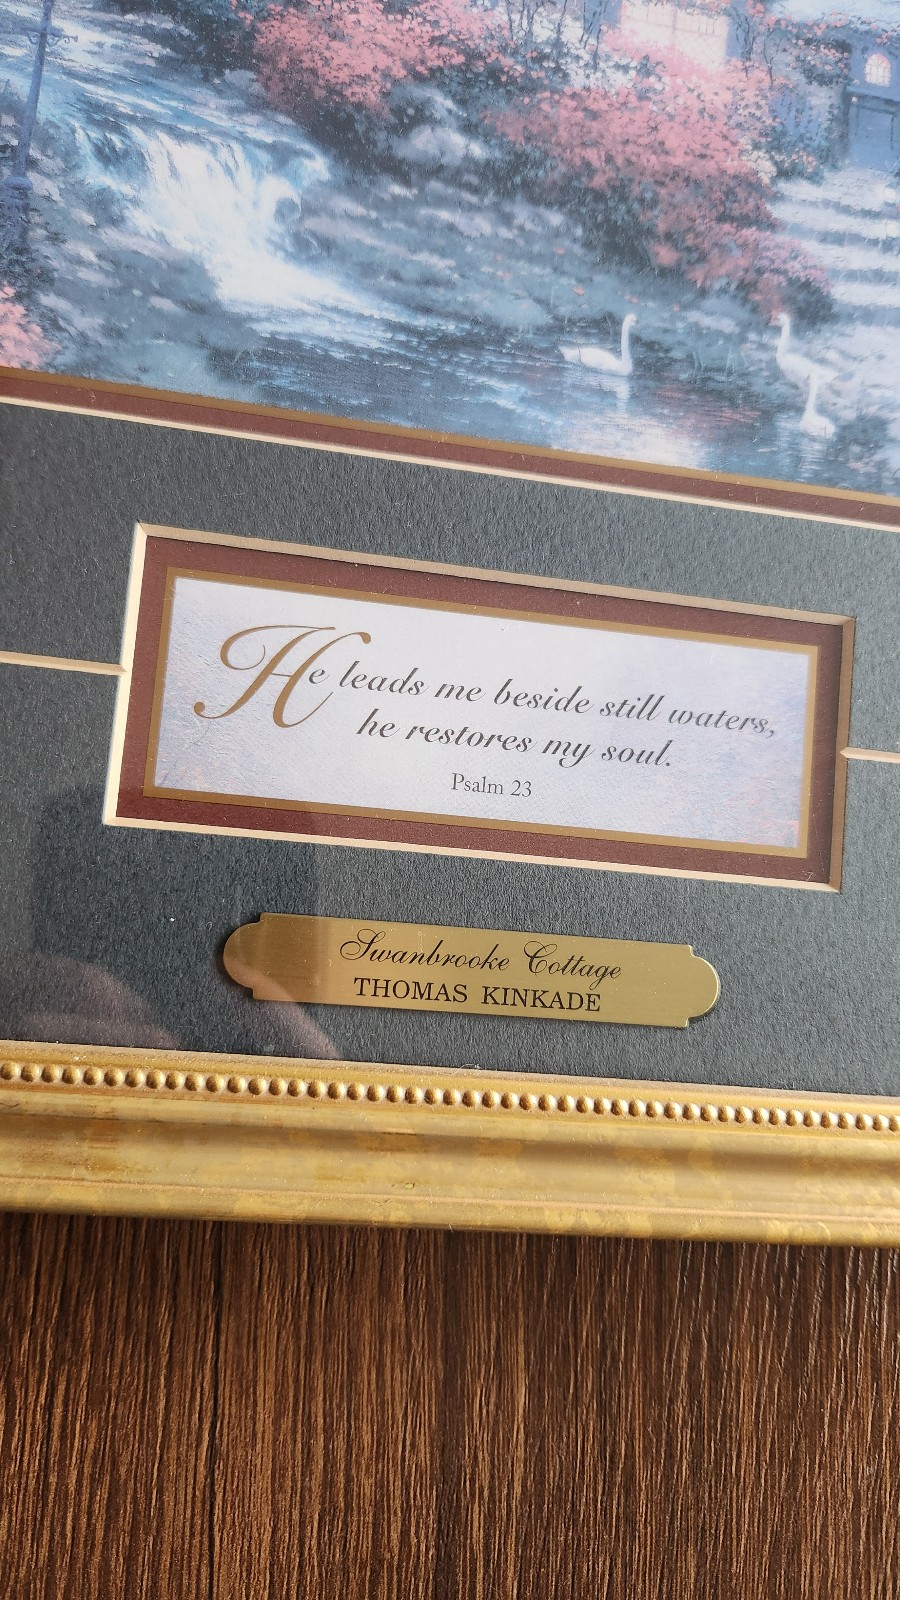 He leads me beside still waters,
he restores my soul.
Psalm 23
Swanbrooke Cottage
THOMAS KINKADE